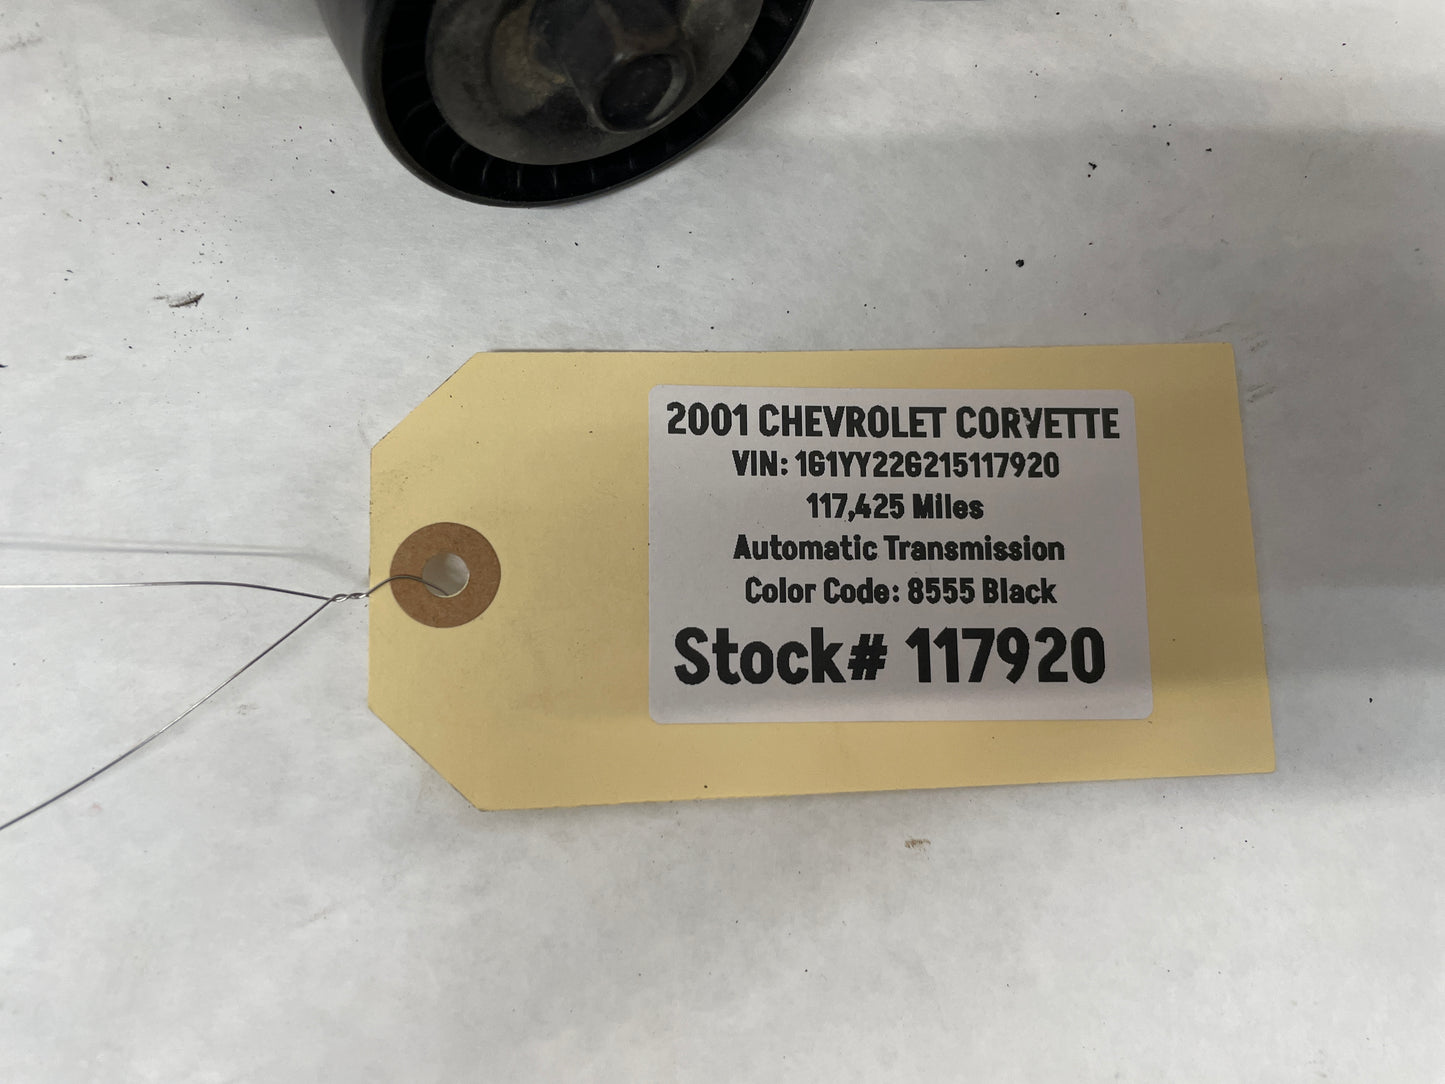 2001 CHEVROLET CORVETTE
VIN: 1G1YY22G215117920
117,425 Miles
Automatic Transmission
Color Code: 8555 Black
Stock# 117920